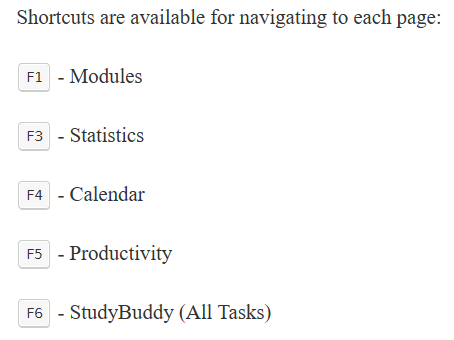 Shortcuts are available for navigating to each page:
F1 - Modules
F3 - Statistics
F4 - Calendar
F5 - Productivity
F6 - StudyBuddy (All Tasks)